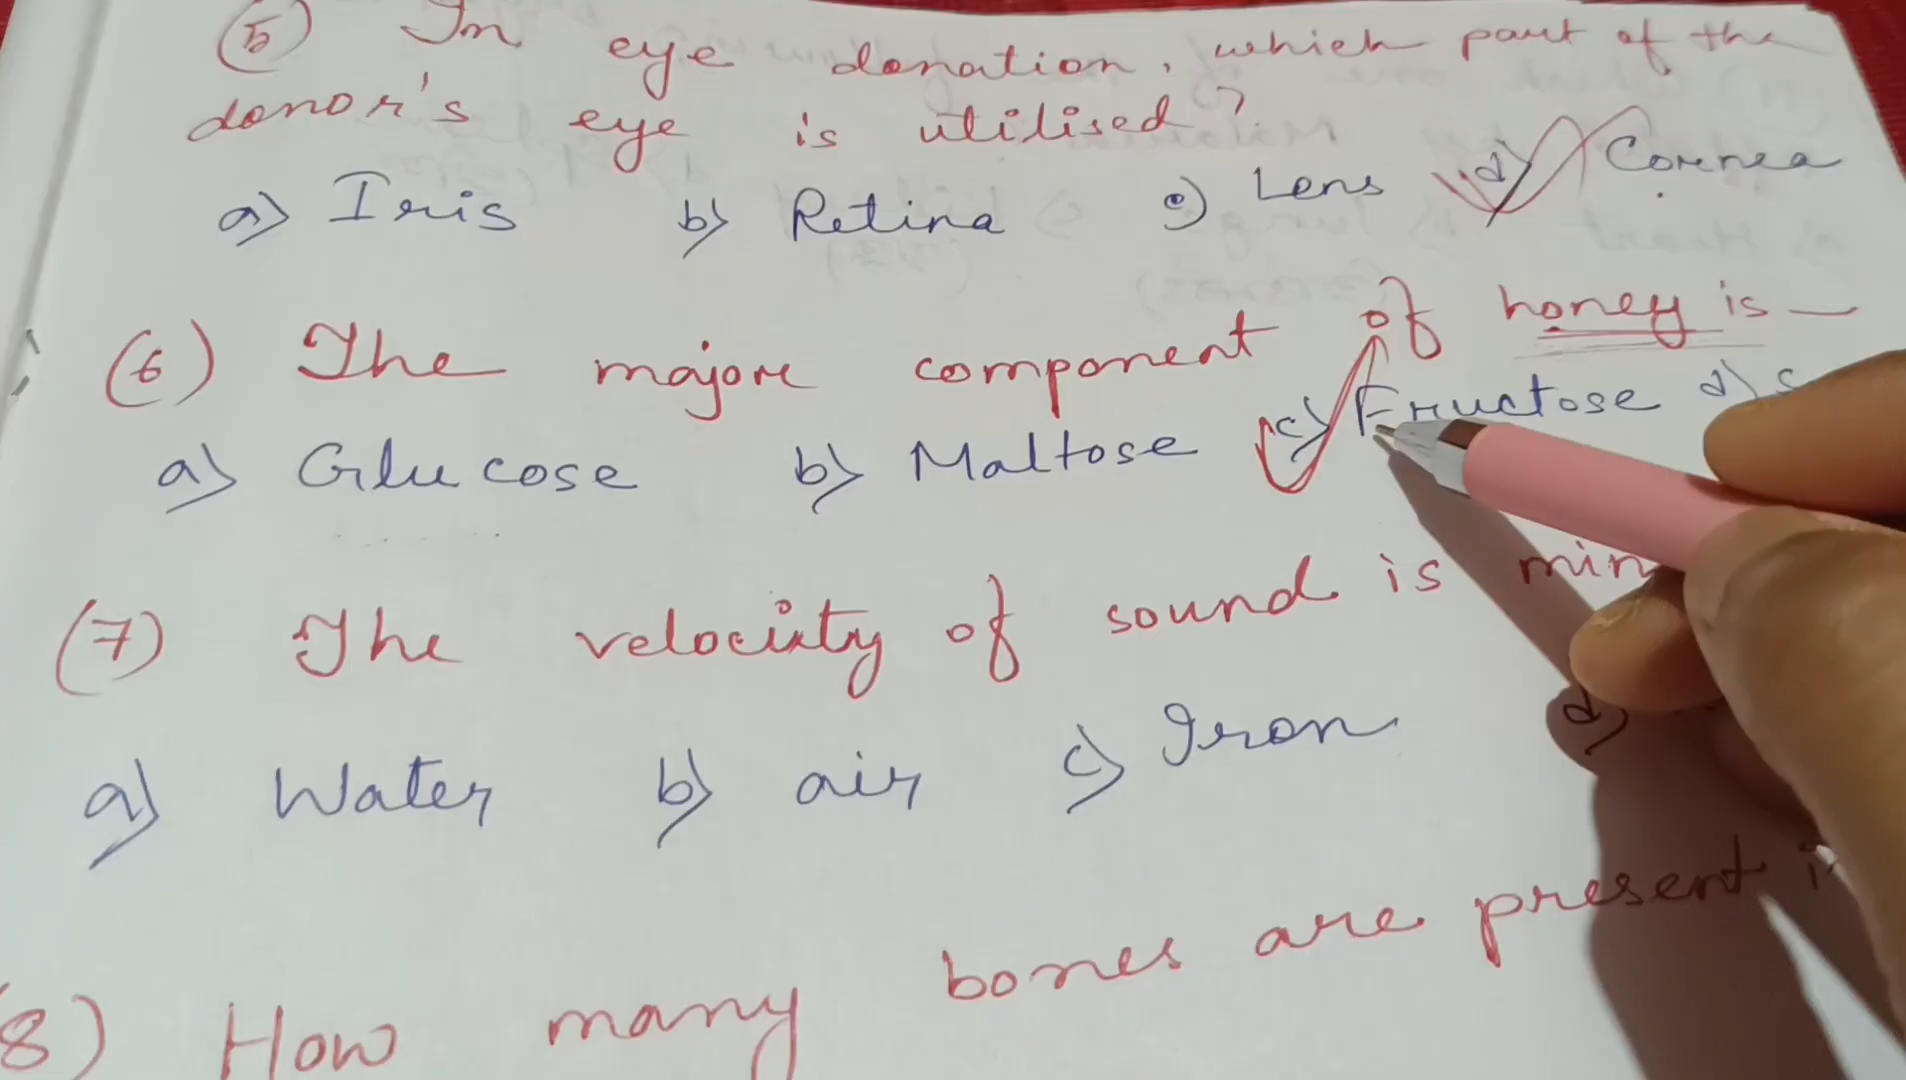 (5) In eye donation, which part of the
donor's eye is utilised?
a) Iris b) Retina c) Lens d) Cornea
(6) The major component of honey is —
a) Glucose b) Maltose c) Fructose d)
(7) The velocity of sound is
a) Water b) air c) Iron d)
(8) How many bones are present